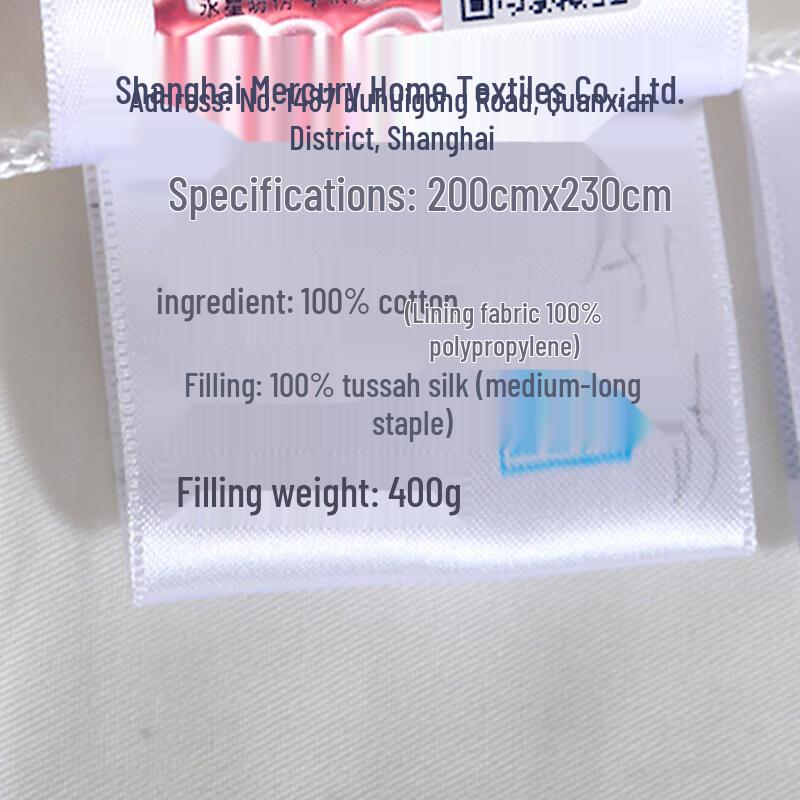 Shanghai Mercury Home Textiles Co., Ltd.
Address: No. 1487 Huhuigong Road, Quanxian
District, Shanghai
Specifications: 200cmx230cm
ingredient: 100% cotton
(Lining fabric 100%
polypropylene)
Filling: 100% tussah silk (medium-long
staple)
Filling weight: 400g